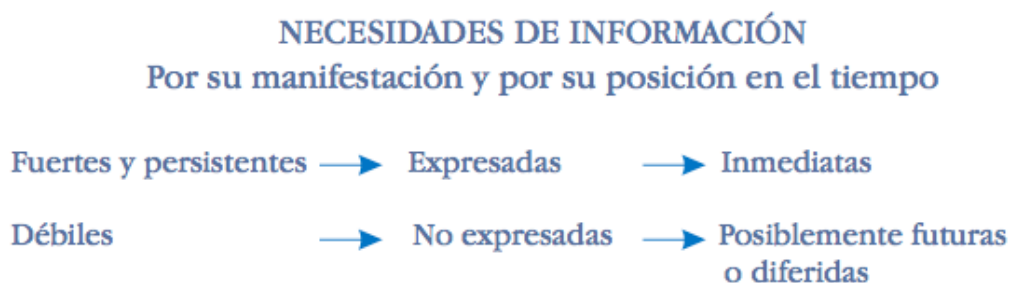 NECESIDADES DE INFORMACIÓN
Por su manifestación y por su posición en el tiempo
Fuertes y persistentes Expresadas Inmediatas
Débiles No expresadas Posiblemente futuras
o diferidas